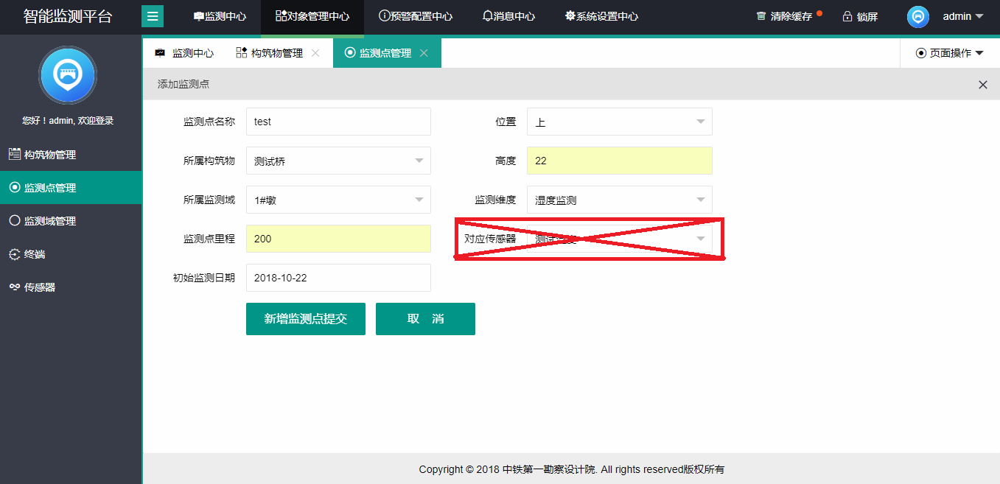 智能监测平台
监测中心
对象管理中心
预警配置中心
消息中心
系统设置中心
清除缓存
锁屏
admin
监测中心
构筑物管理
监测点管理
页面操作
您好！admin, 欢迎登录
构筑物管理
监测点管理
监测域管理
终端
传感器
添加监测点
监测点名称 test
位置 上
所属构筑物 测试桥
高度 22
所属监测域 1#墩
监测维度 湿度监测
监测点里程 200
对应传感器 测试
初始监测日期 2018-10-22
新增监测点提交
取 消
Copyright © 2018 中铁第一勘察设计院. All rights reserved版权所有